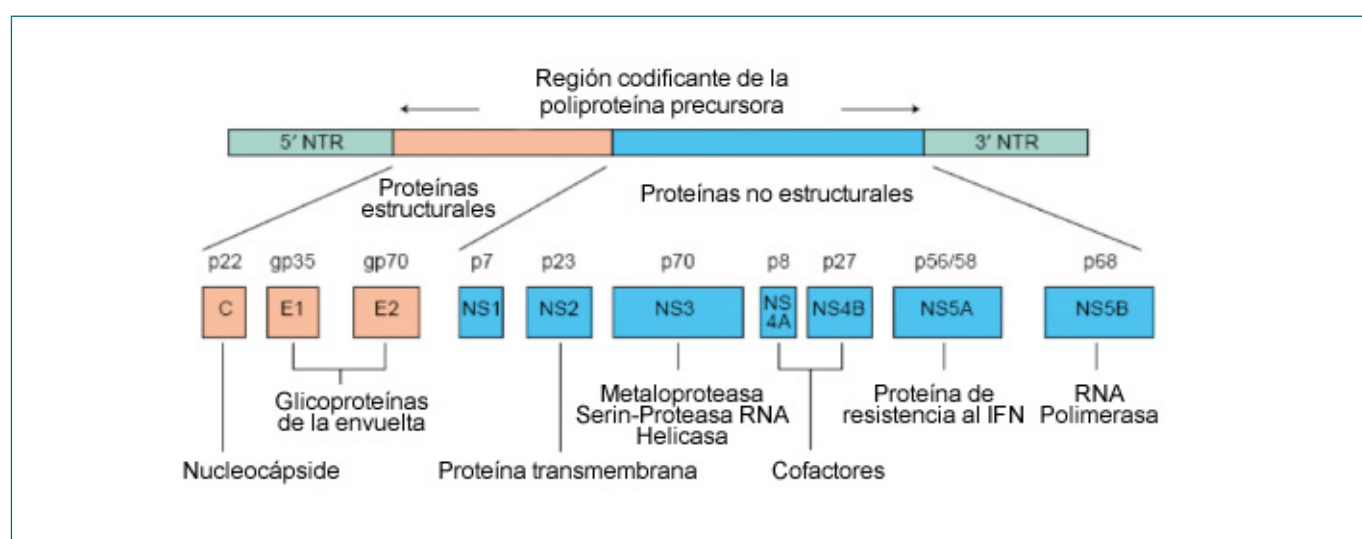 Región codificante de la
poliproteína precursora
5' NTR
3' NTR
Proteínas
estructurales
Proteínas no estructurales
p22 gp35 gp70 p7 p23 p70 p8 p27 p56/58 p68
C E1 E2 NS1 NS2 NS3 NS
4A NS4B NS5A NS5B
Glicoproteínas
de la envuelta
Metaloproteasa
Serin-Proteasa RNA
Helicasa
Proteína de
resistencia al IFN
RNA
Polimerasa
Nucleocápside
Proteína transmembrana
Cofactores